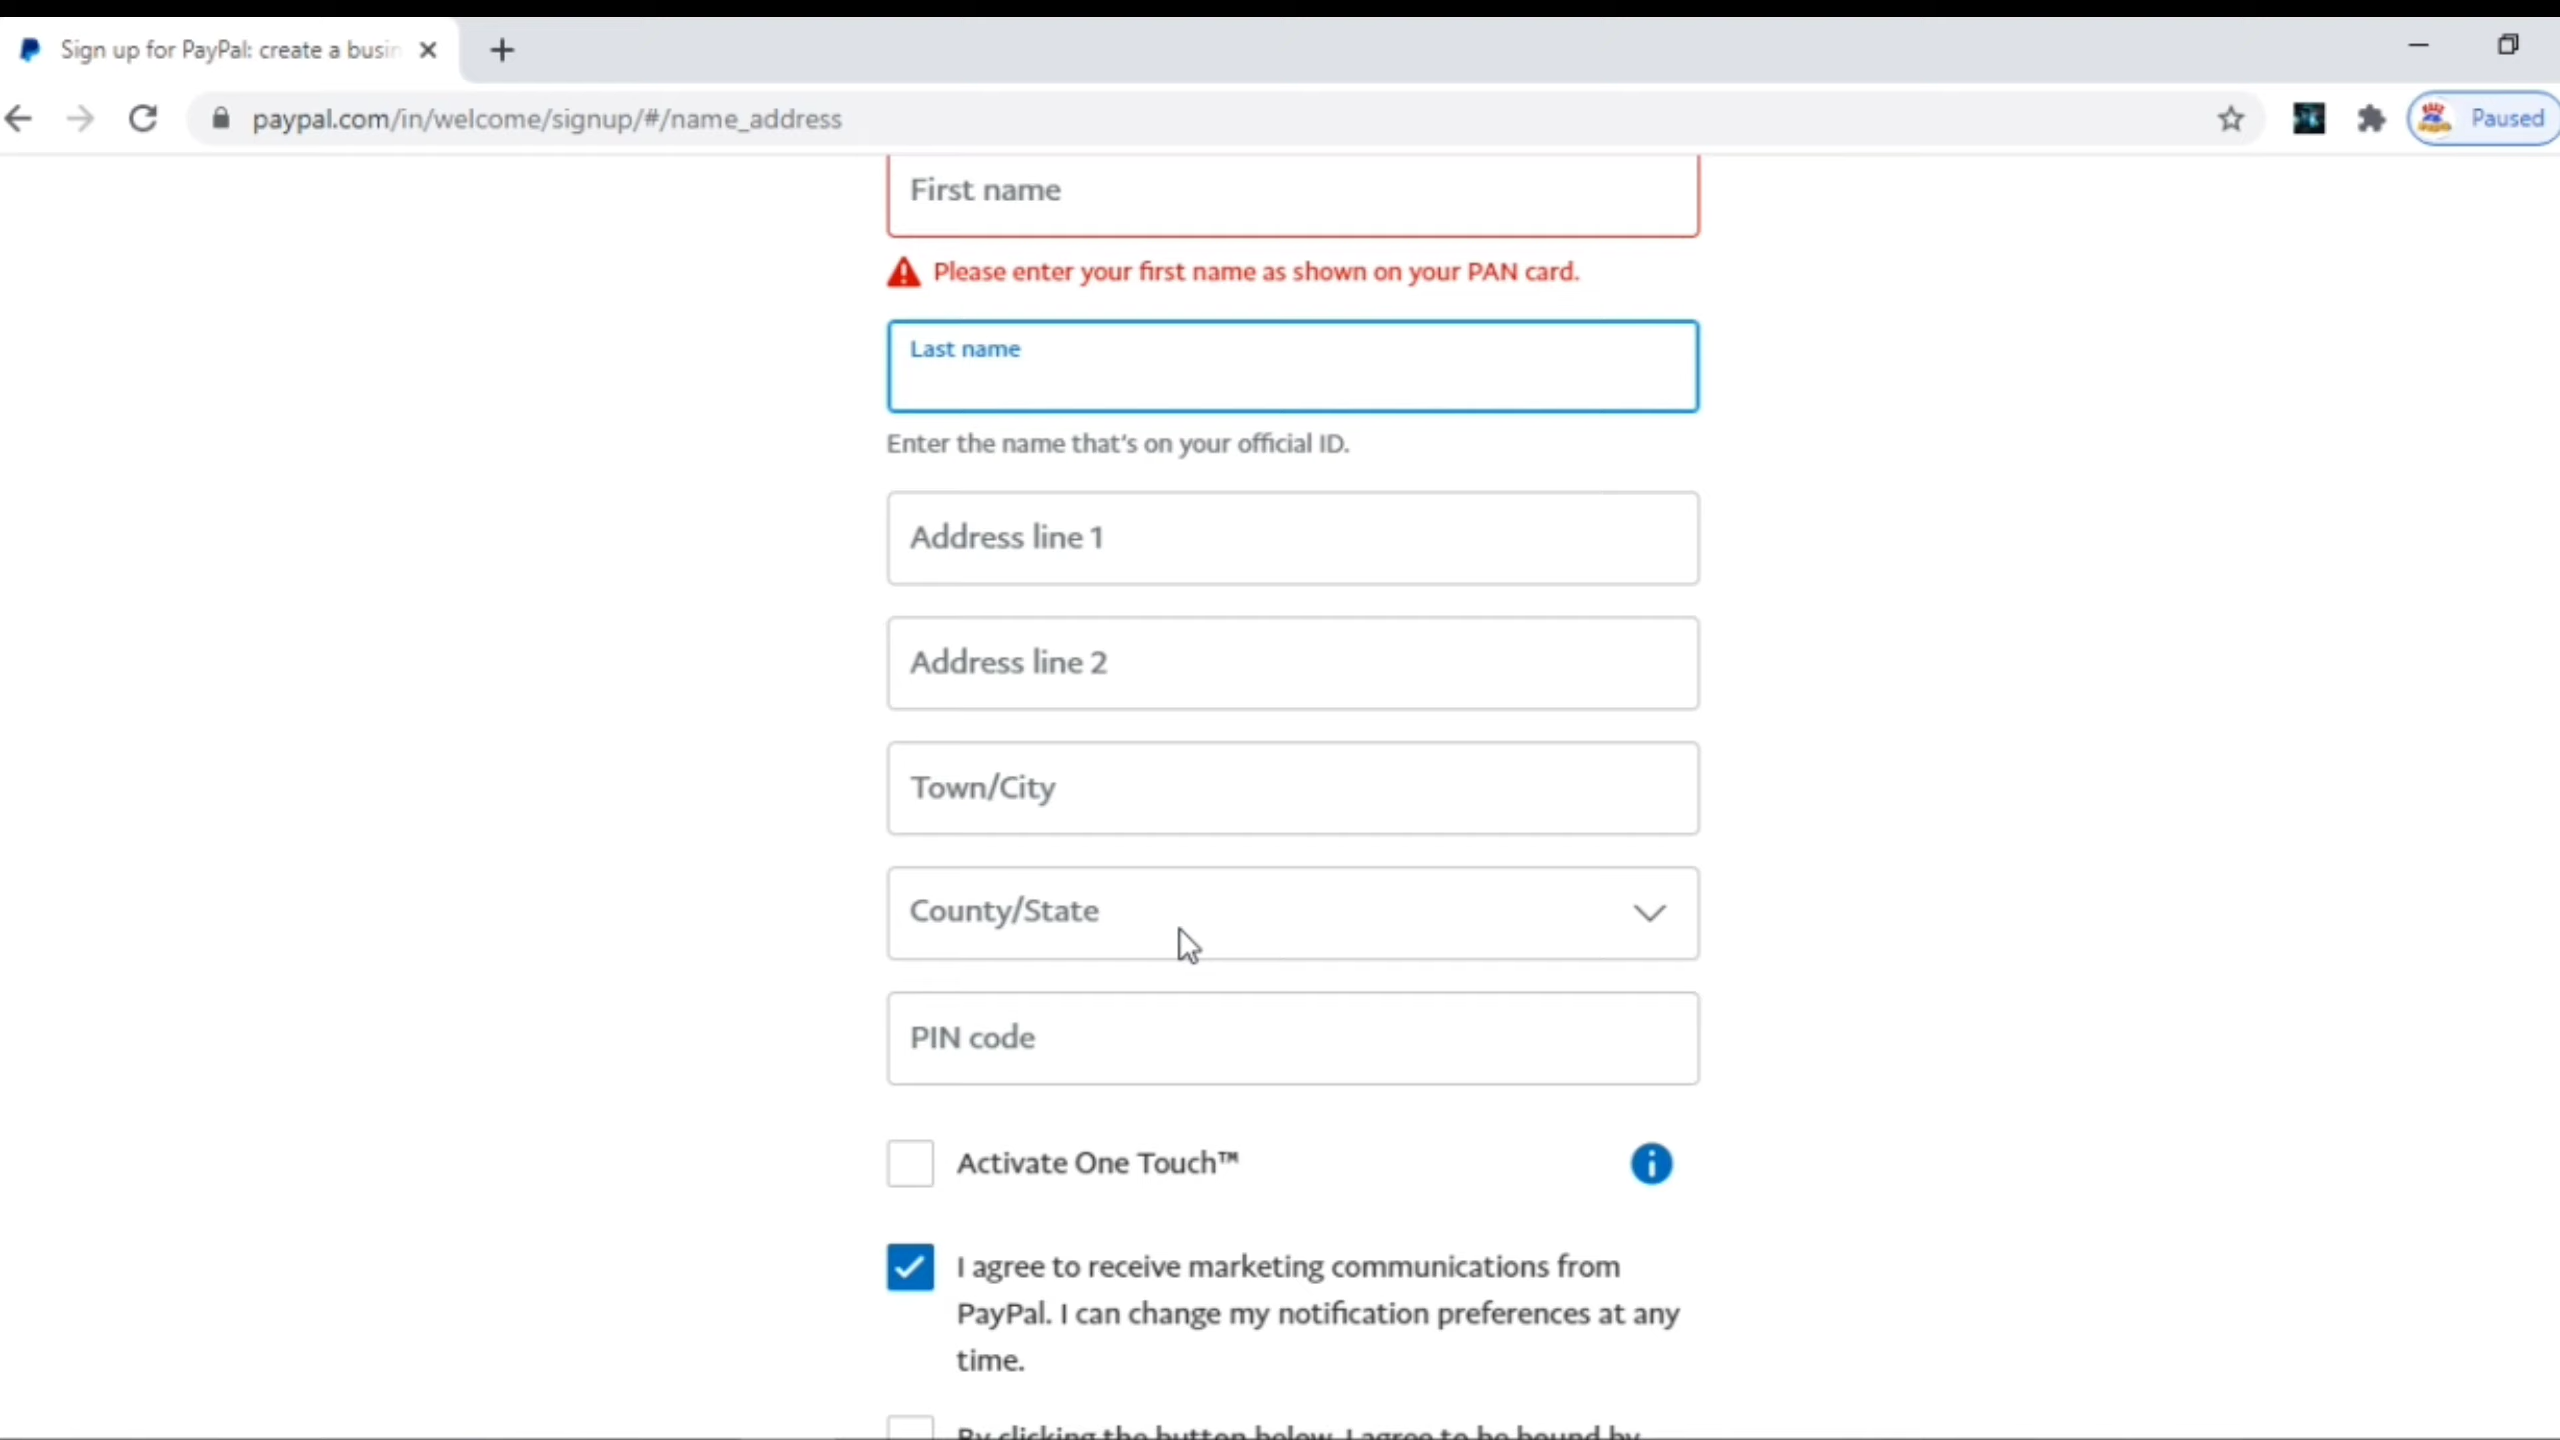 Sign up for PayPal: create a busin
paypal.com/in/welcome/signup/#/name_address
Paused
First name
Please enter your first name as shown on your PAN card.
Last name
Enter the name that's on your official ID.
Address line 1
Address line 2
Town/City
County/State
PIN code
Activate One Touch™
I agree to receive marketing communications from
PayPal. I can change my notification preferences at any
time.
By clicking the button below, I agree to be bound by